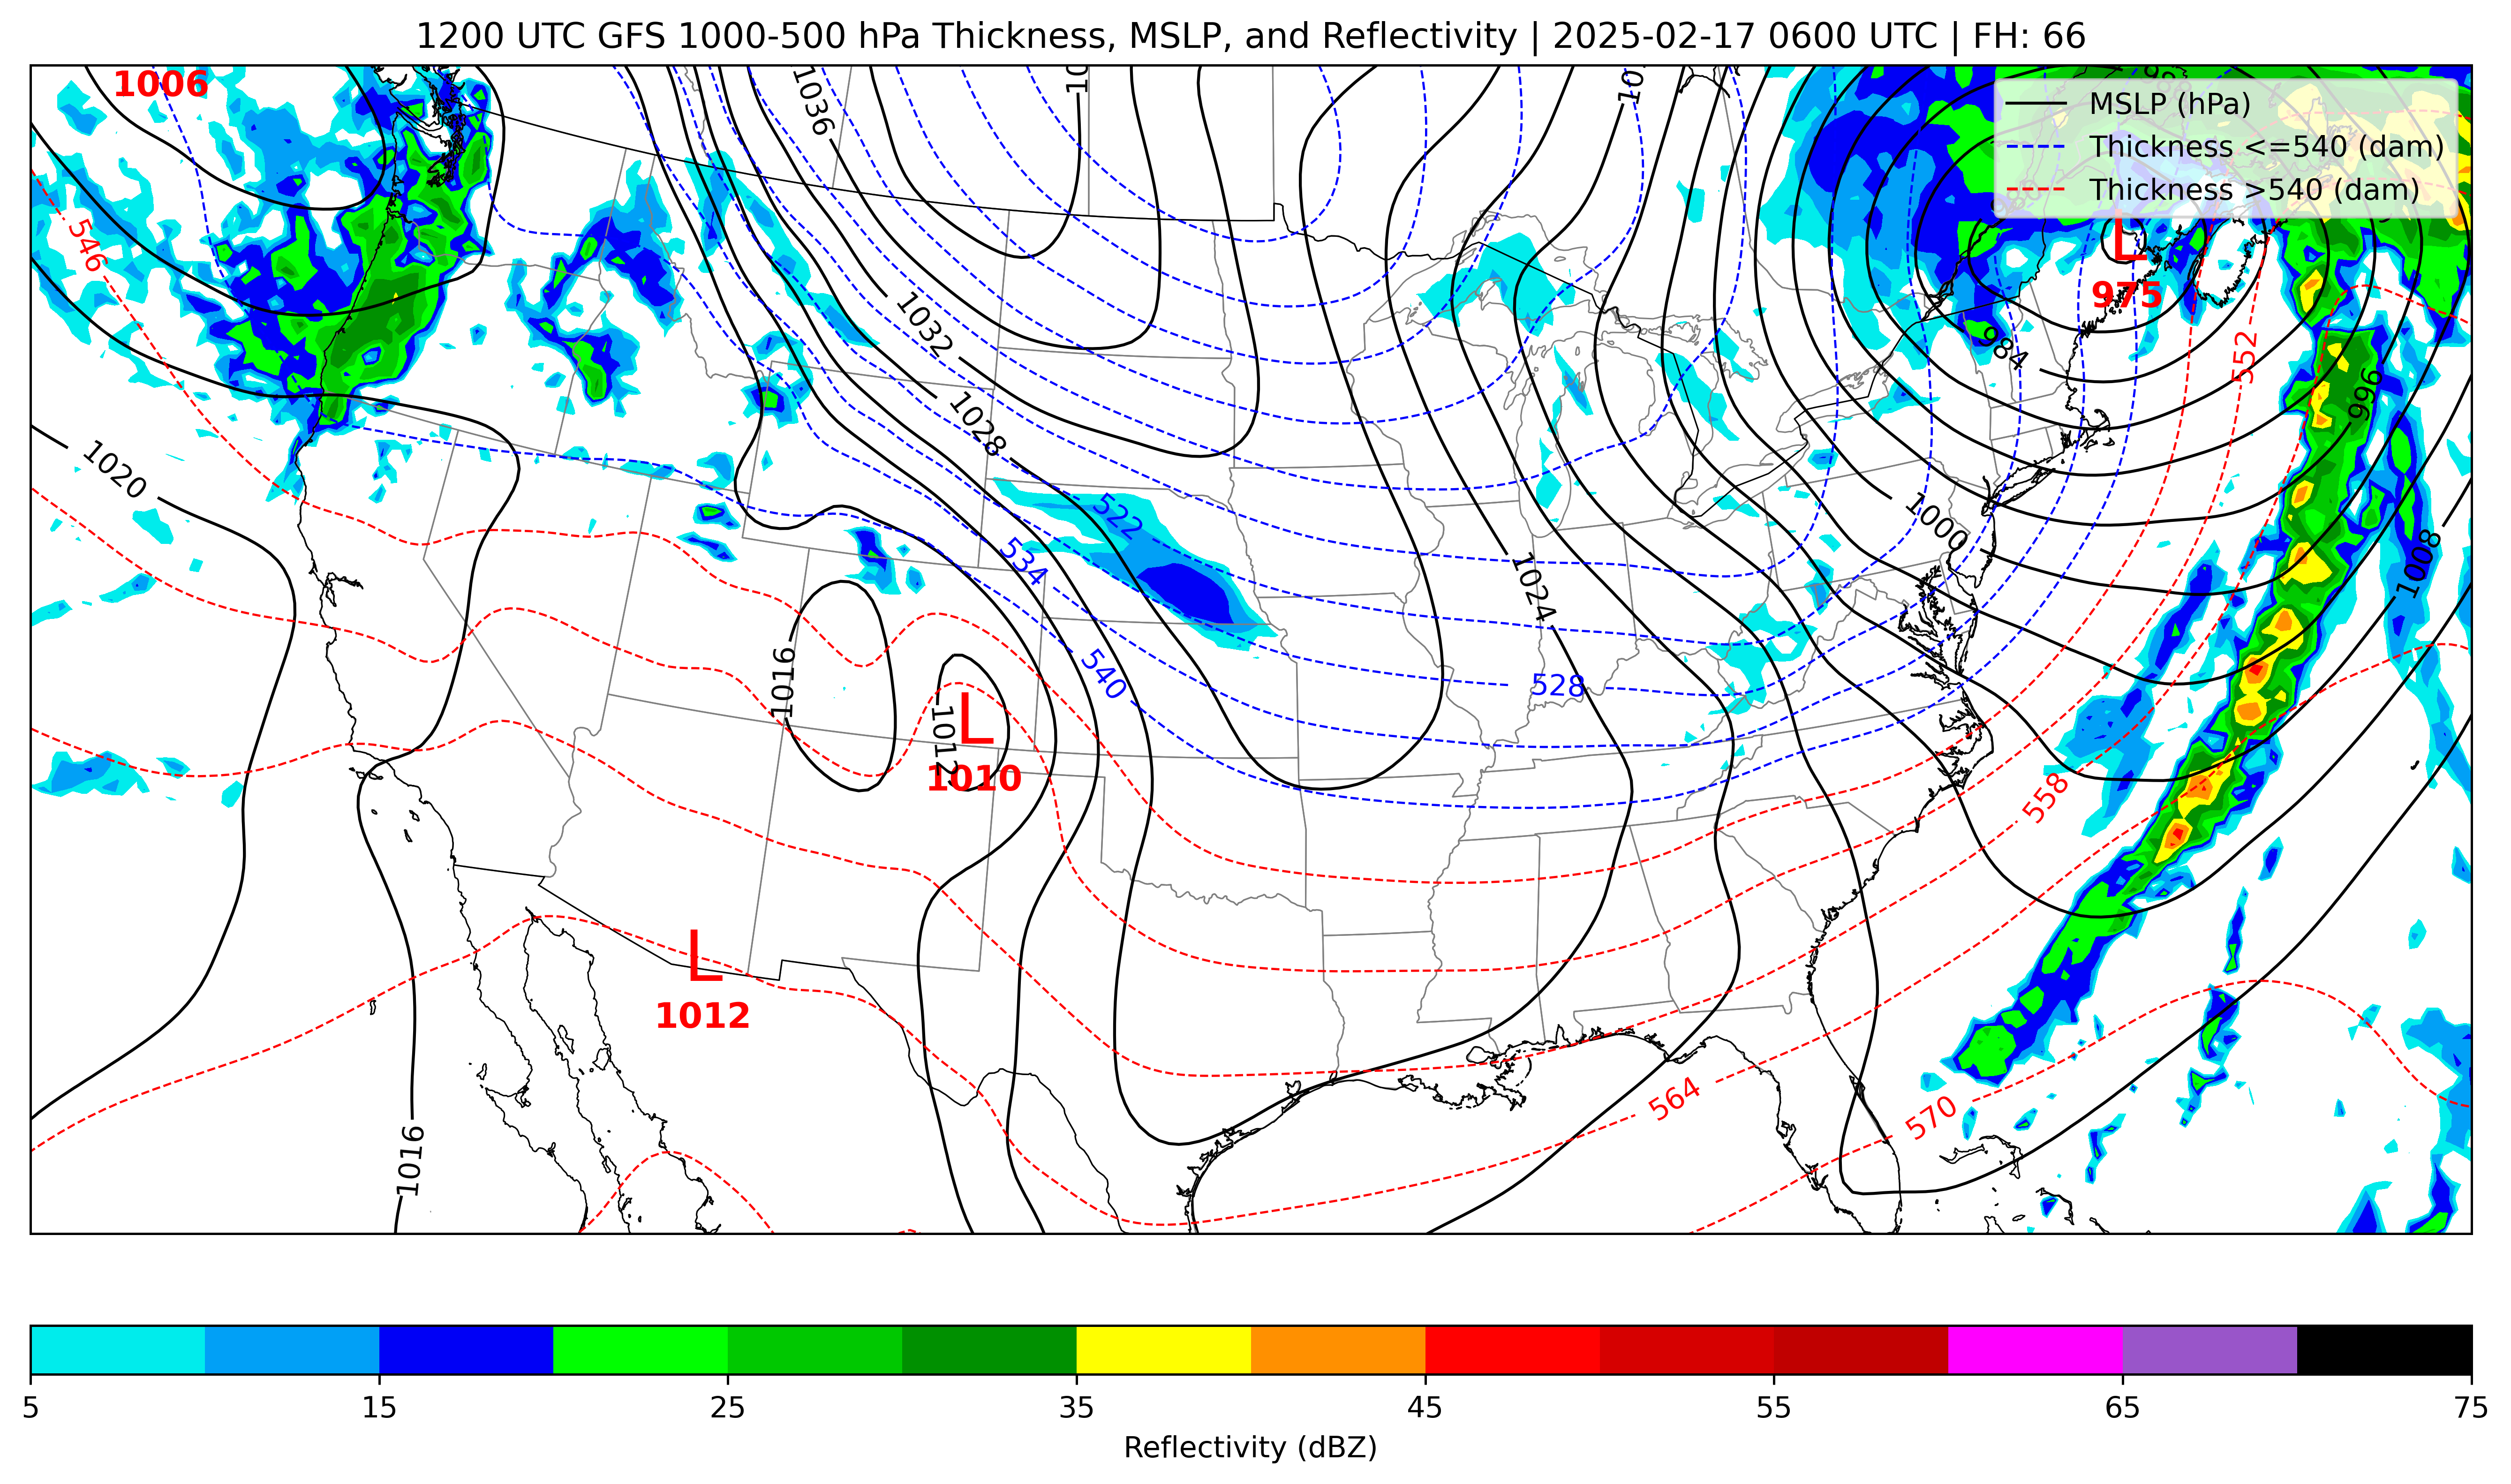 1200 UTC GFS 1000-500 hPa Thickness, MSLP, and Reflectivity | 2025-02-17 0600 UTC | FH: 66
1006
MSLP (hPa)
Thickness <=540 (dam)
Thickness >540 (dam)
1036
546
L
975
1032
984
552
996
1028
1020
522
1000
1008
534
1024
540
528
1016
1012
L
1010
558
L
1012
564
570
1016
5 15 25 35 45 55 65 75
Reflectivity (dBZ)